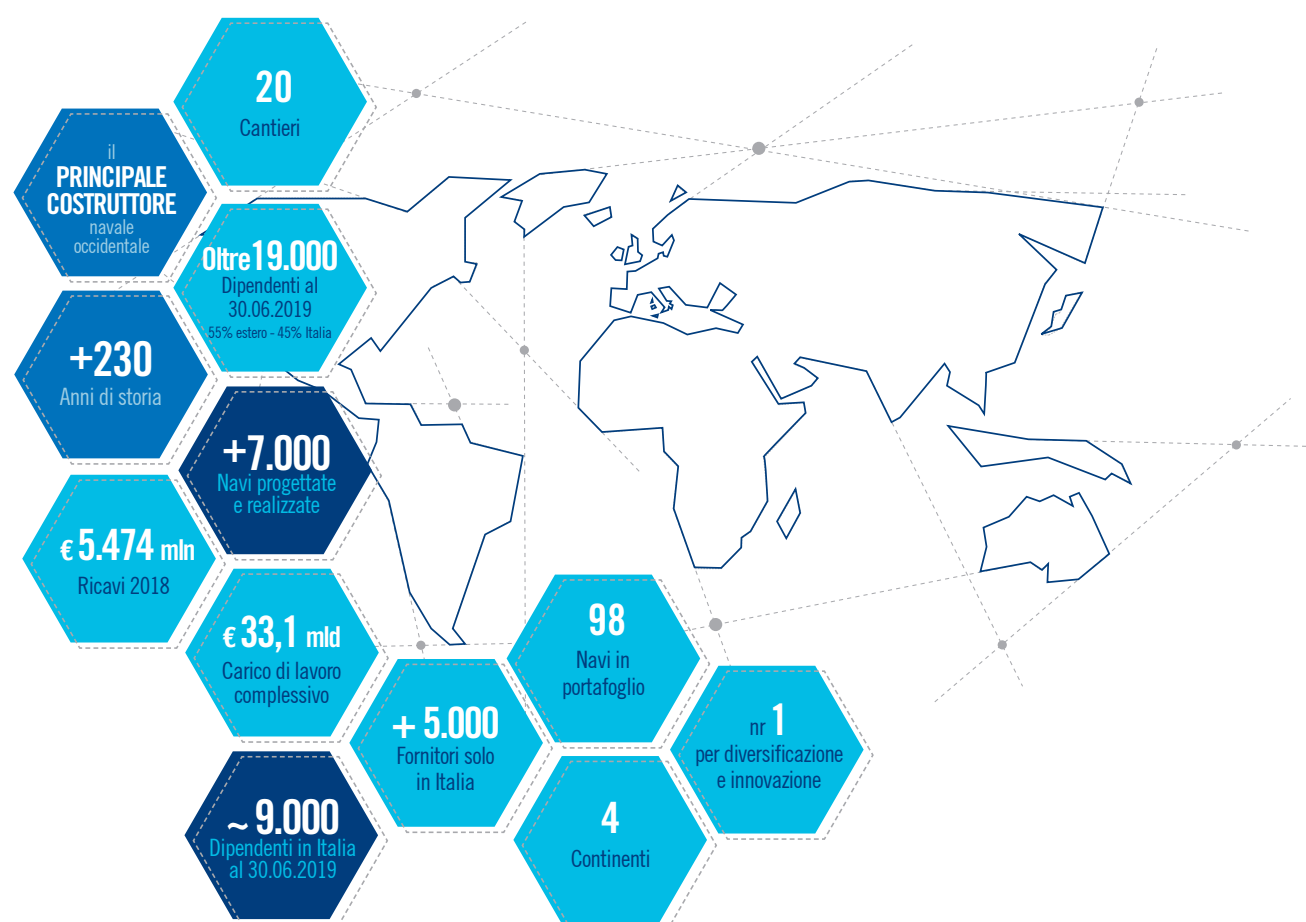 20
Cantieri
il
PRINCIPALE
COSTRUTTORE
navale
occidentale
Oltre 19.000
Dipendenti al
30.06.2019
55% estero - 45% Italia
+230
Anni di storia
+7.000
Navi progettate
e realizzate
€ 5.474 mln
Ricavi 2018
€ 33,1 mld
Carico di lavoro
complessivo
98
Navi in
portafoglio
+ 5.000
Fornitori solo
in Italia
nr 1
per diversificazione
e innovazione
~ 9.000
Dipendenti in Italia
al 30.06.2019
4
Continenti